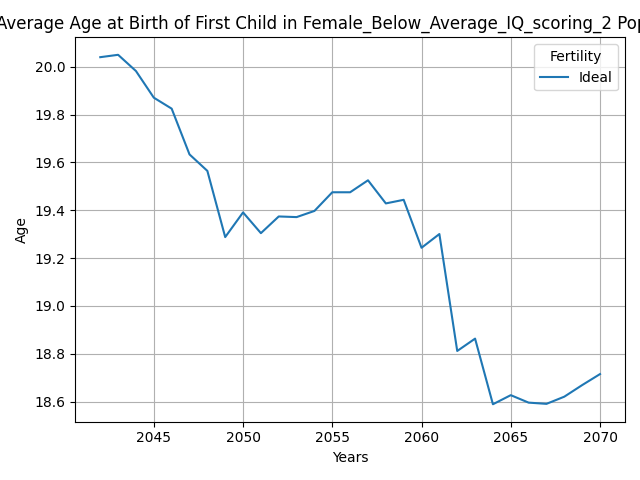 Average Age at Birth of First Child in Female_Below_Average_IQ_scoring_2
Fertility
Ideal
20.0
19.8
19.6
19.4
19.2
19.0
18.8
18.6
Age
2045 2050 2055 2060 2065 2070
Years